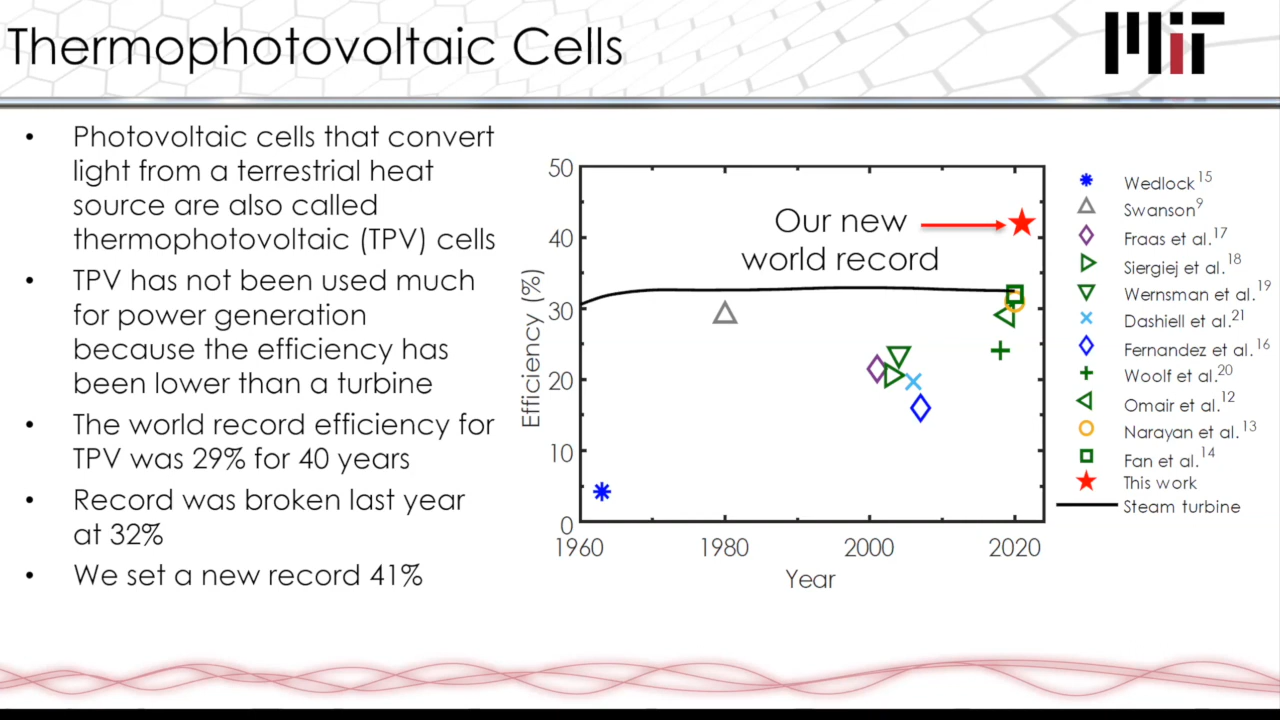 Thermophotovoltaic Cells
MIT
• Photovoltaic cells that convert
light from a terrestrial heat
source are also called
thermophotovoltaic (TPV) cells
• TPV has not been used much
for power generation
because the efficiency has
been lower than a turbine
• The world record efficiency for
TPV was 29% for 40 years
• Record was broken last year
at 32%
• We set a new record 41%
Efficiency (%)
50
40
30
20
10
0
1960
1980
2000
2020
Year
Our new
world record
Wedlock15
Swanson9
Fraas et al.17
Siergiej et al.18
Wernsman et al.19
Dashiell et al.21
Fernandez et al.16
Woolf et al.20
Omair et al.12
Narayan et al.13
Fan et al.14
This work
Steam turbine